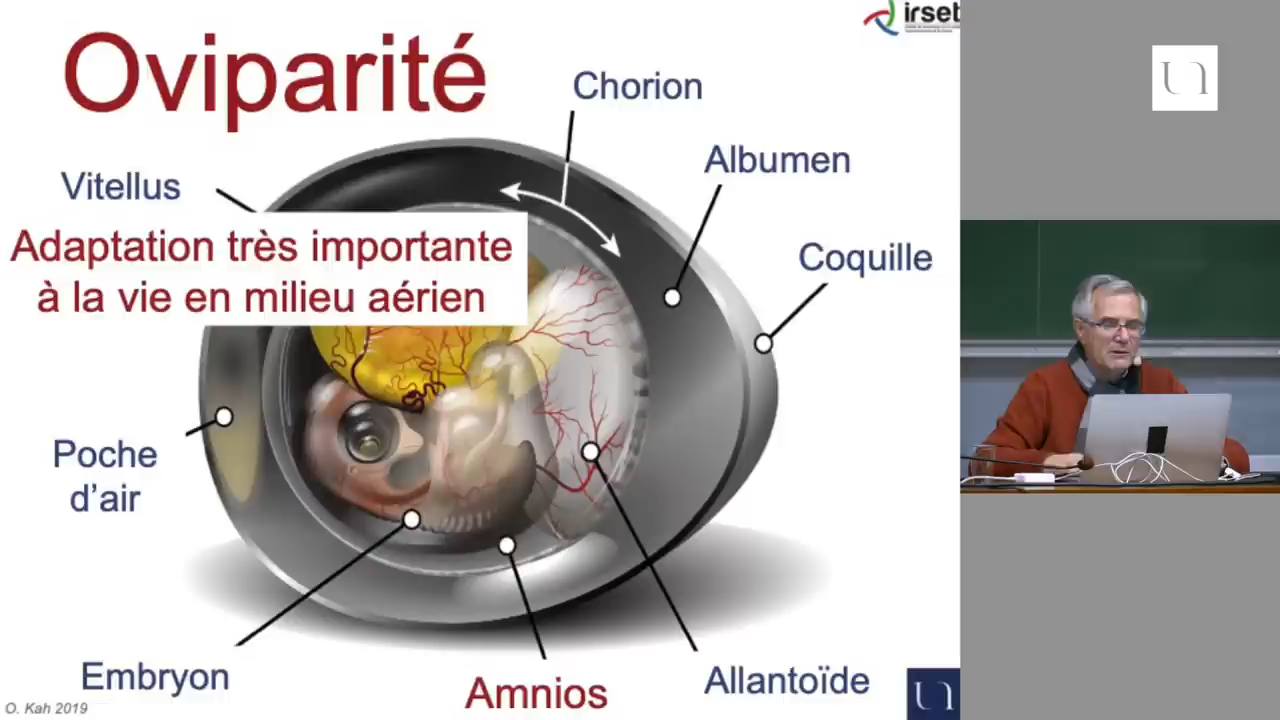 irset
Oviparité
Chorion
Albumen
Vitellus
Adaptation très importante
à la vie en milieu aérien
Coquille
Poche
d'air
Embryon
Amnios
Allantoïde
O. Kah 2019